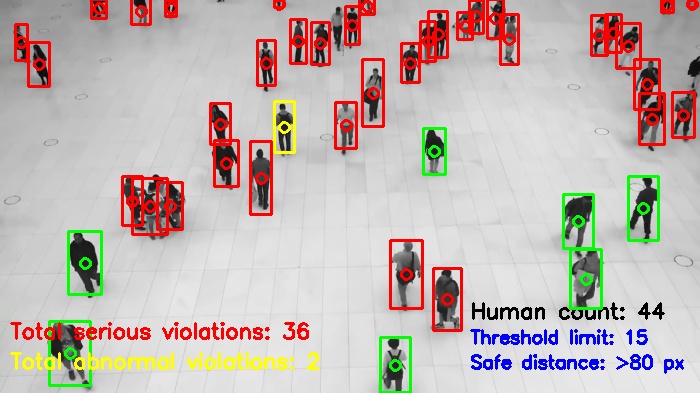 Total serious violations: 36
Total abnormal violations: 2
Human count: 44
Threshold limit: 15
Safe distance: >80 px